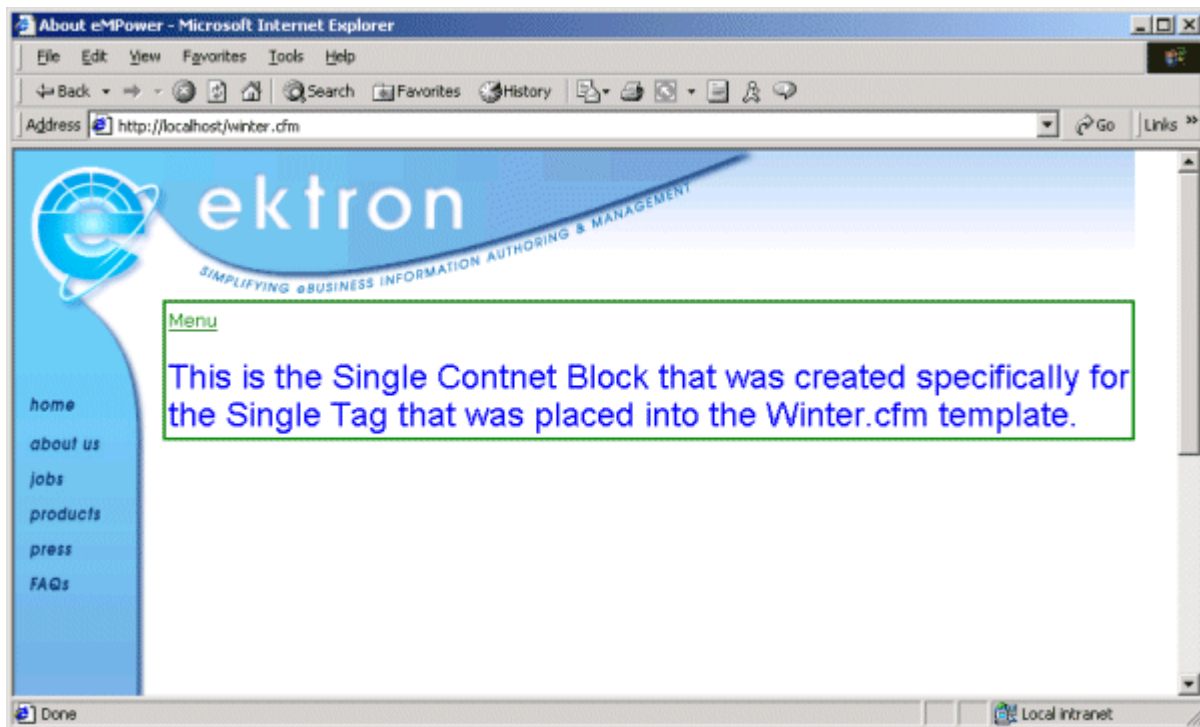 About eMPower - Microsoft Internet Explorer
File Edit View Favorites Tools Help
Back Search Favorites History
Address http://localhost/winter.cfm Go Links »
ektron
SIMPLIFYING eBUSINESS INFORMATION AUTHORING & MANAGEMENT
Menu
This is the Single Contnet Block that was created specifically for
the Single Tag that was placed into the Winter.cfm template.
home
about us
jobs
products
press
FAQs
Done Local intranet